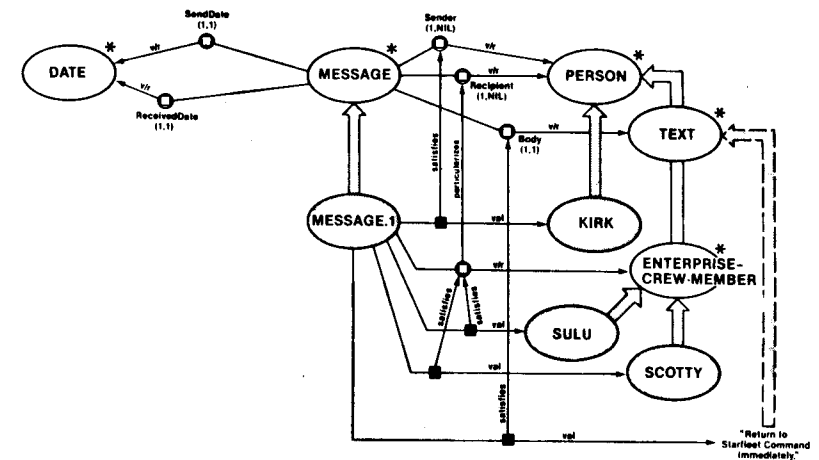 SendDate
(1,1)
Sender
(1,NIL)
*
*
*
v/r
v/r
DATE
MESSAGE
v/r
PERSON
Recipient
(1,NIL)
v/r
ReceivedDate
(1,1)
*
Body
(1,1)
v/r
TEXT
satisfies
particularizes
MESSAGE.1
val
KIRK
*
v/r
ENTERPRISE-
CREW-MEMBER
satisfies
satisfies
val
SULU
val
SCOTTY
satisfies
val
"Return to
Starfleet Command
immediately."